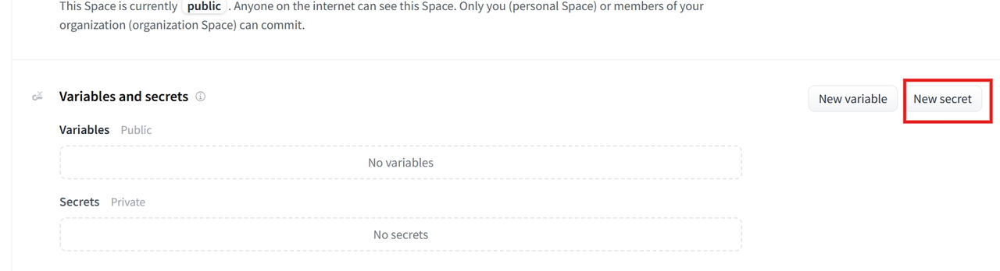 This Space is currently public . Anyone on the internet can see this Space. Only you (personal Space) or members of your
organization (organization Space) can commit.
Variables and secrets
New variable
New secret
Variables Public
No variables
Secrets Private
No secrets